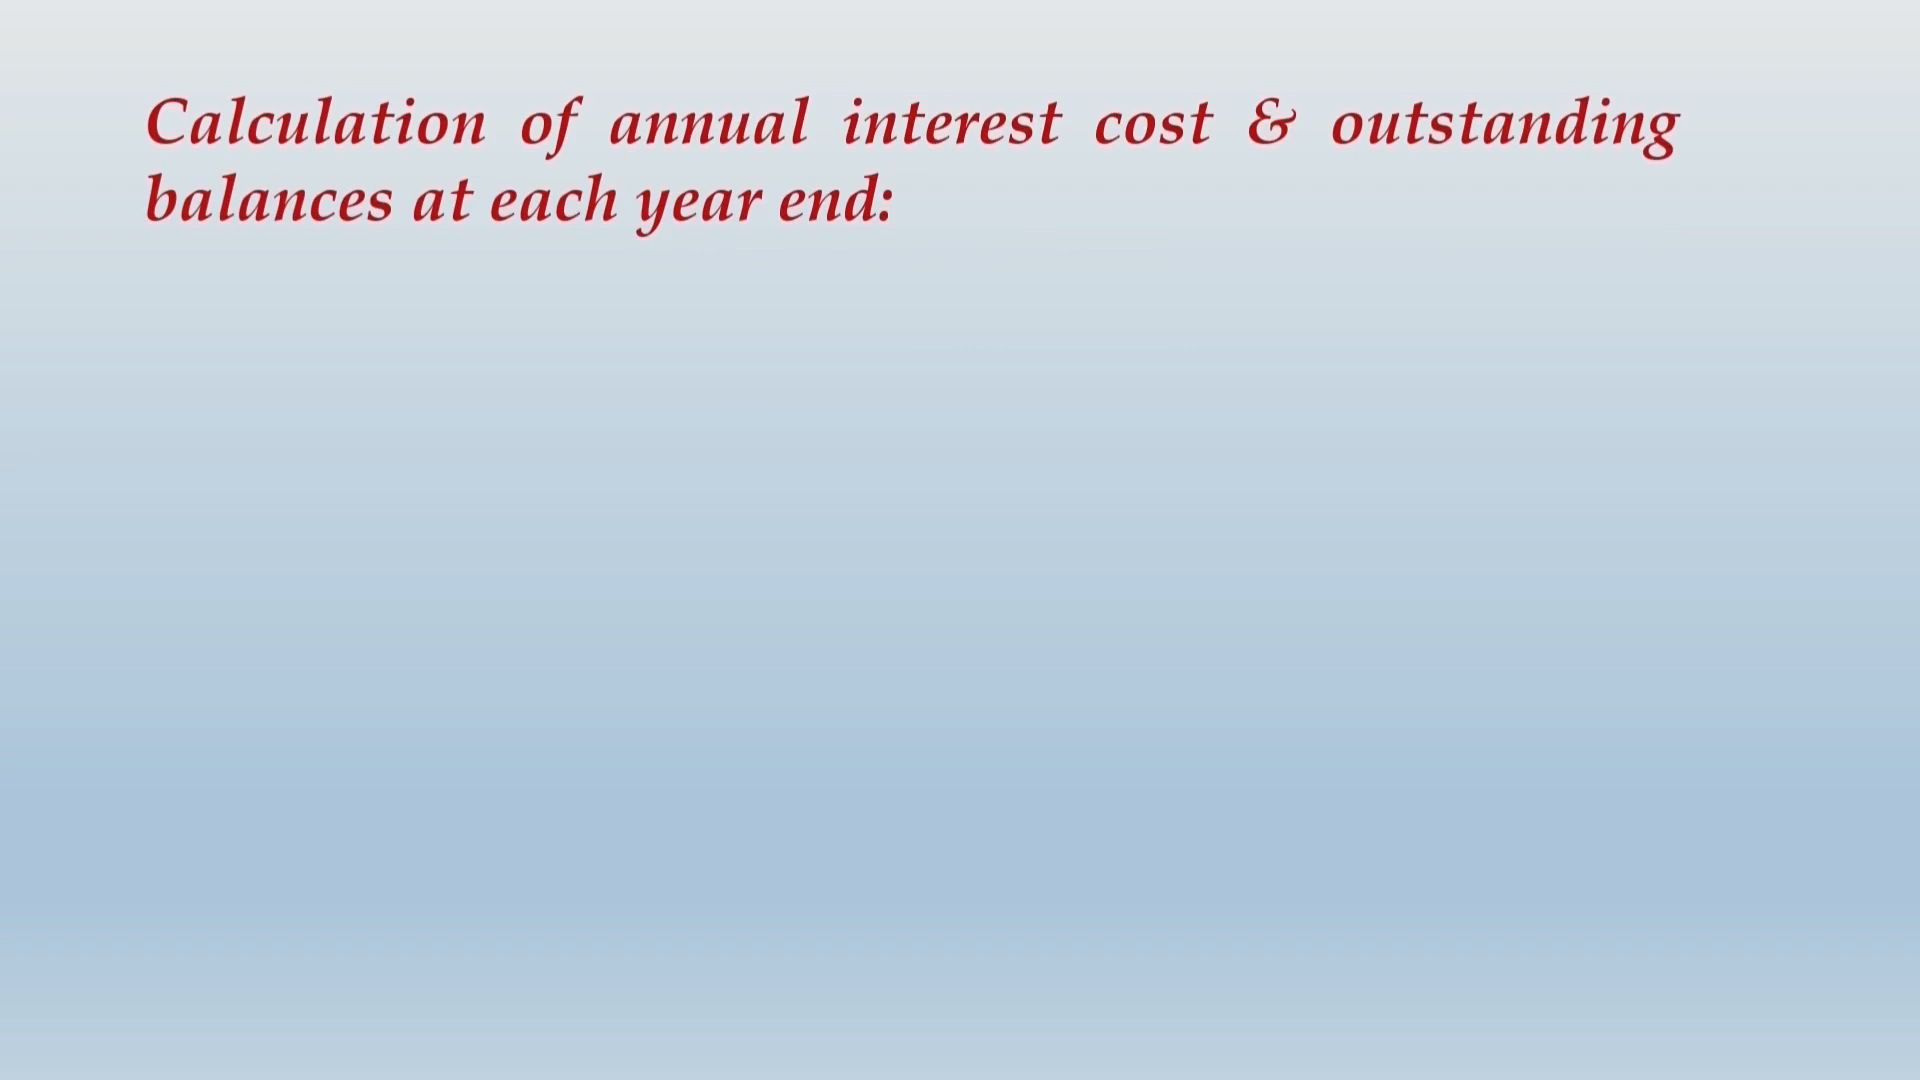 Calculation of annual interest cost & outstanding
balances at each year end: